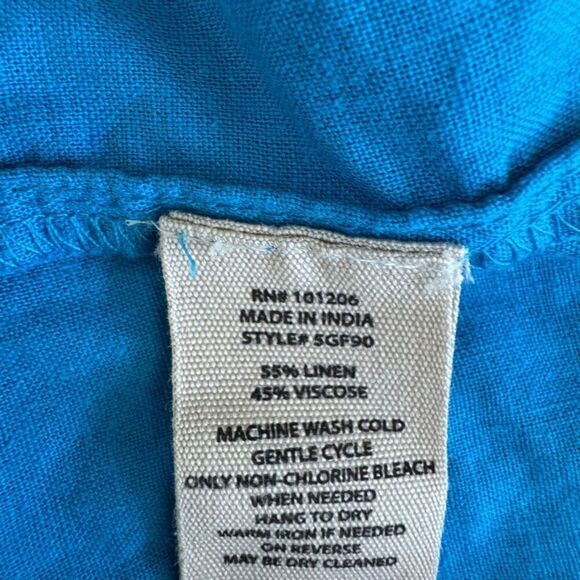 RN# 101206
MADE IN INDIA
STYLE# 5GF90
55% LINEN
45% VISCOSE
MACHINE WASH COLD
GENTLE CYCLE
ONLY NON-CHLORINE BLEACH
WHEN NEEDED
HANG TO DRY
WARM IRON IF NEEDED
ON REVERSE
MAY BE DRY CLEANED